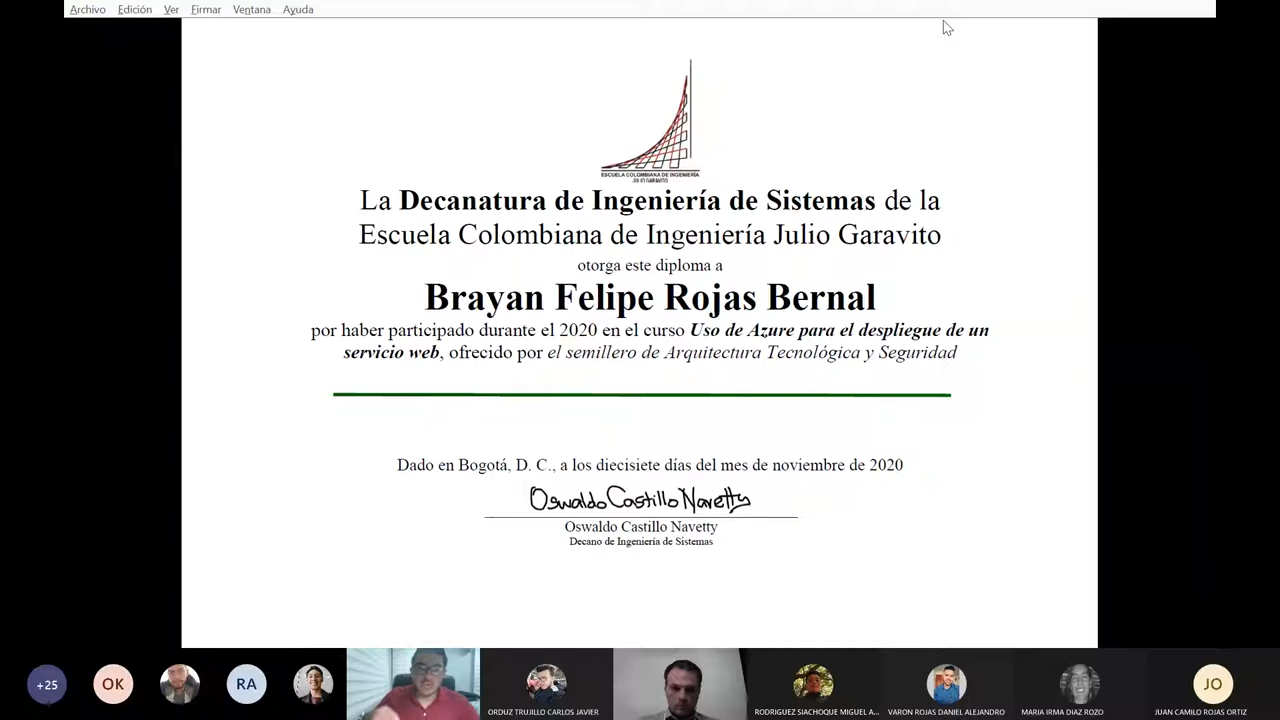 Archivo Edición Ver Firmar Ventana Ayuda
ESCUELA COLOMBIANA DE INGENIERÍA
JULIO GARAVITO
La Decanatura de Ingeniería de Sistemas de la
Escuela Colombiana de Ingeniería Julio Garavito
otorga este diploma a
Brayan Felipe Rojas Bernal
por haber participado durante el 2020 en el curso Uso de Azure para el despliegue de un
servicio web, ofrecido por el semillero de Arquitectura Tecnológica y Seguridad
Dado en Bogotá, D. C., a los diecisiete días del mes de noviembre de 2020
Oswaldo Castillo Navetty
Oswaldo Castillo Navetty
Decano de Ingeniería de Sistemas
+25 OK RA JO
ORDUZ TRUJILLO CARLOS JAVIER RODRIGUEZ SIACHOQUE MIGUEL A... VARON ROJAS DANIEL ALEJANDRO MARIA IRMA DIAZ ROZO JUAN CAMILO ROJAS ORTIZ